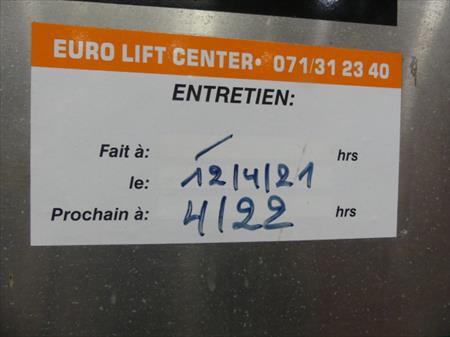 EURO LIFT CENTER• 071/31 23 40
ENTRETIEN:
Fait à: — hrs
le: 12/4/21
Prochain à: 4/22 hrs